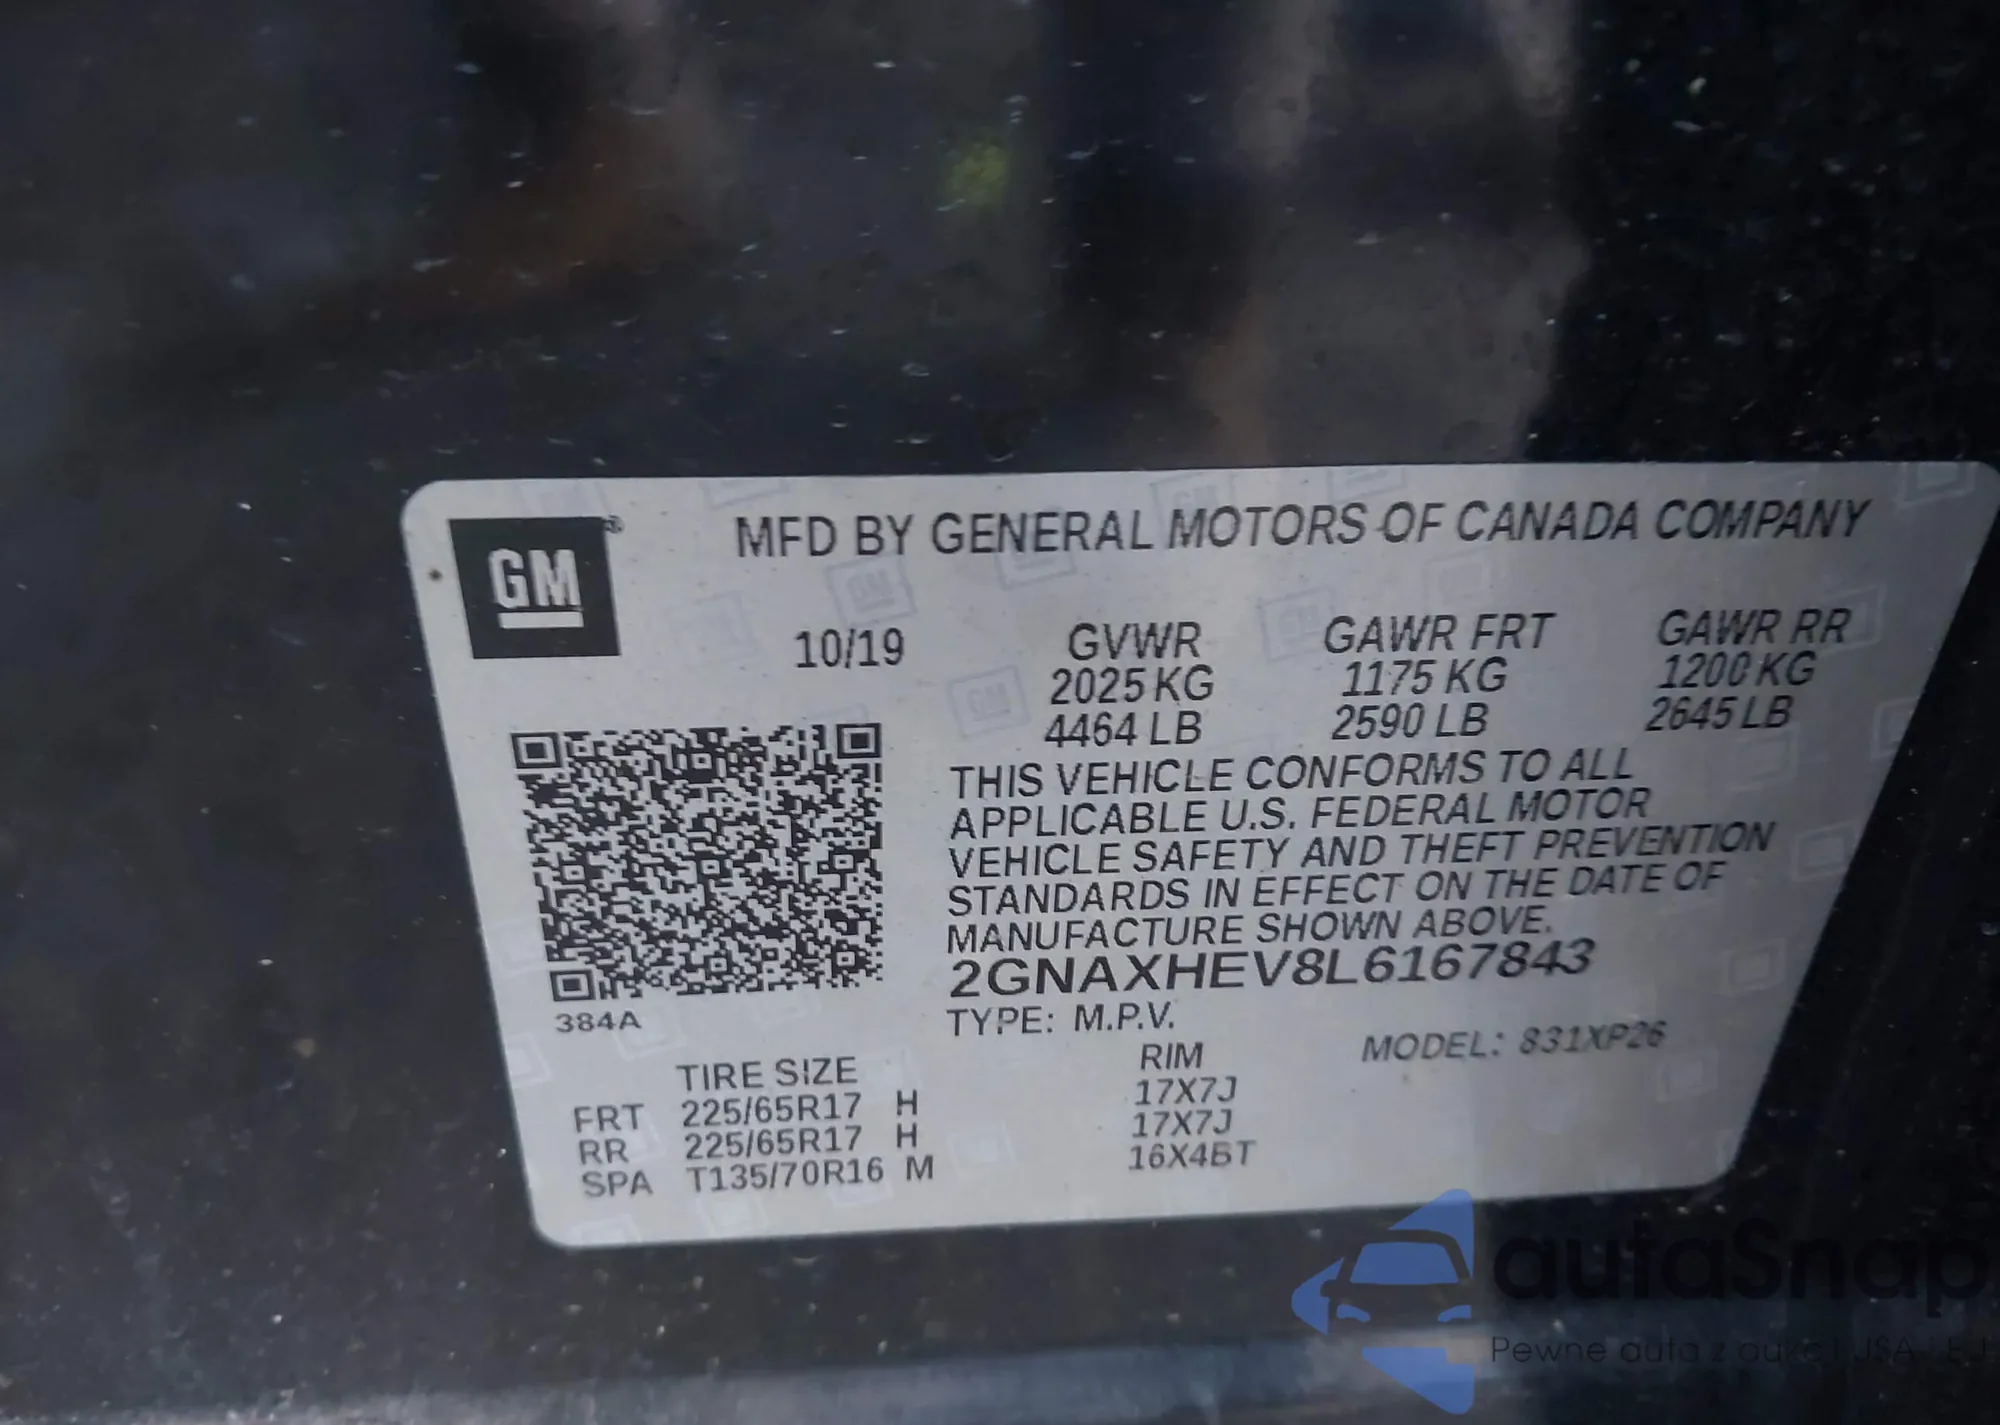 GM
MFD BY GENERAL MOTORS OF CANADA COMPANY
10/19 GVWR GAWR FRT GAWR RR
2025 KG 1175 KG 1200 KG
4464 LB 2590 LB 2645 LB
THIS VEHICLE CONFORMS TO ALL
APPLICABLE U.S. FEDERAL MOTOR
VEHICLE SAFETY AND THEFT PREVENTION
STANDARDS IN EFFECT ON THE DATE OF
MANUFACTURE SHOWN ABOVE.
2GNAXHEV8L6167843
384A
TYPE: M.P.V. MODEL: 831XP26
TIRE SIZE RIM
FRT 225/65R17 H 17X7J
RR 225/65R17 H 17X7J
SPA T135/70R16 M 16X4BT
autaSnap
Pewne auta z